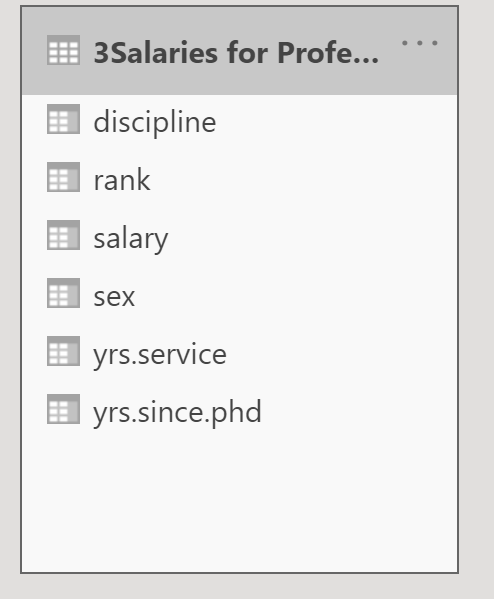 3Salaries for Profe...
discipline
rank
salary
sex
yrs.service
yrs.since.phd